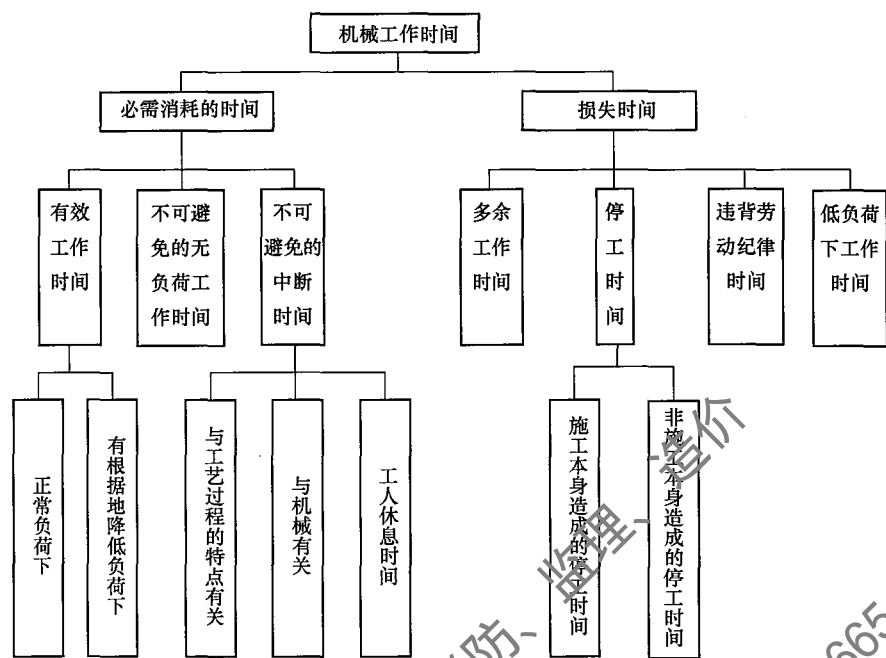 机械工作时间
必需消耗的时间
损失时间
有效
工作
时间
不可避
免的无
负荷工
作时间
不可
避免的
中断
时间
多余
工作
时间
停
工
时
间
违背劳
动纪律
时间
低负荷
下工作
时间
正常负荷下
有根据地降低负荷下
与工艺过程的特点有关
与机械有关
工人休息时间
施工本身造成的停工时间
非施工本身造成的停工时间
防、监理、造价
665